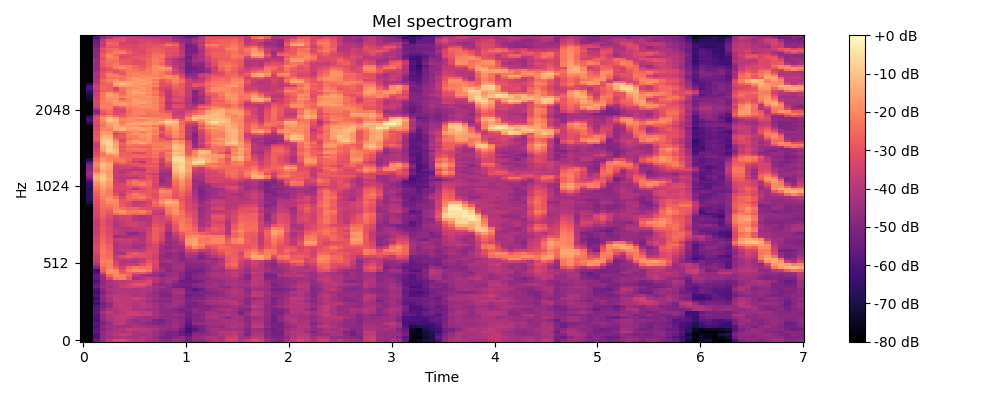 Mel spectrogram
Hz
2048
1024
512
0
0 1 2 3 4 5 6 7
Time
+0 dB
-10 dB
-20 dB
-30 dB
-40 dB
-50 dB
-60 dB
-70 dB
-80 dB